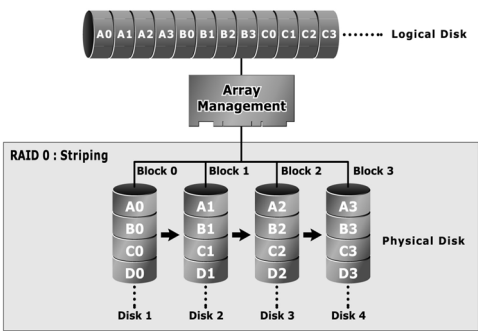 A0 A1 A2 A3 B0 B1 B2 B3 C0 C1 C2 C3 Logical Disk
Array
Management
RAID 0 : Striping
Block 0 Block 1 Block 2 Block 3
A0 A1 A2 A3
B0 B1 B2 B3
Physical Disk
C0 C1 C2 C3
D0 D1 D2 D3
Disk 1 Disk 2 Disk 3 Disk 4